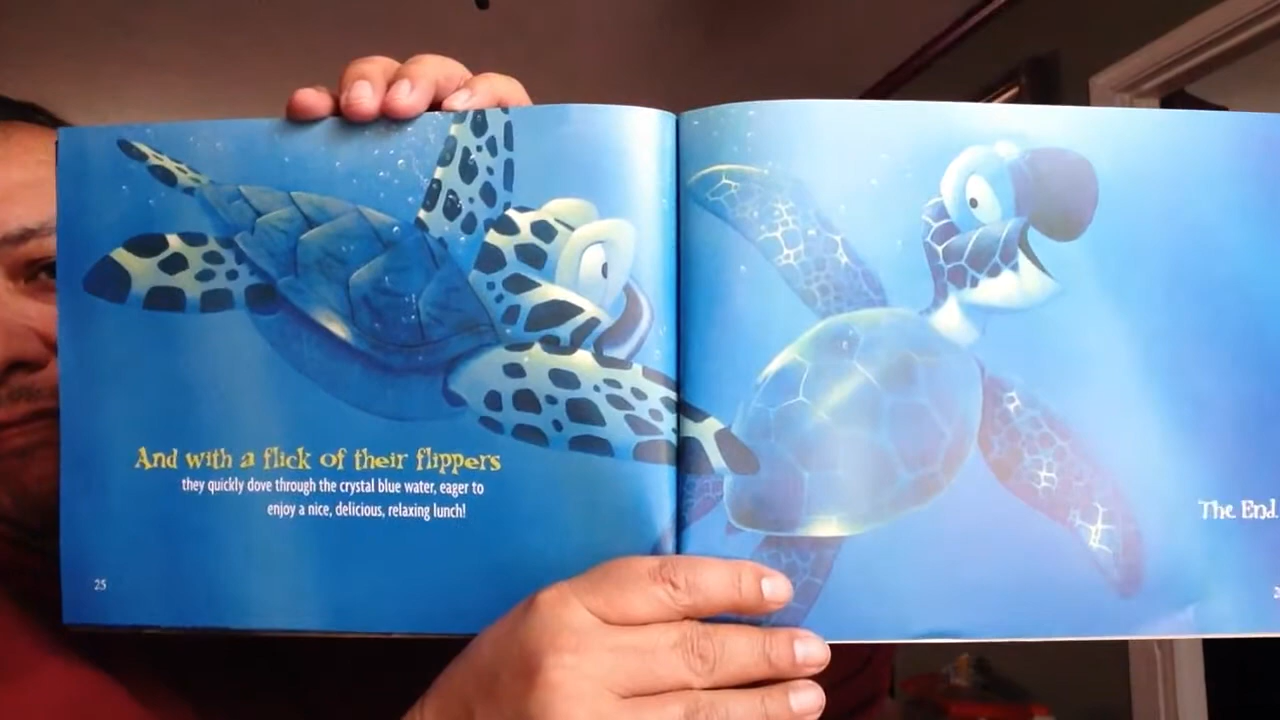 And with a flick of their flippers
they quickly dove through the crystal blue water, eager to
enjoy a nice, delicious, relaxing lunch!
25
The End.